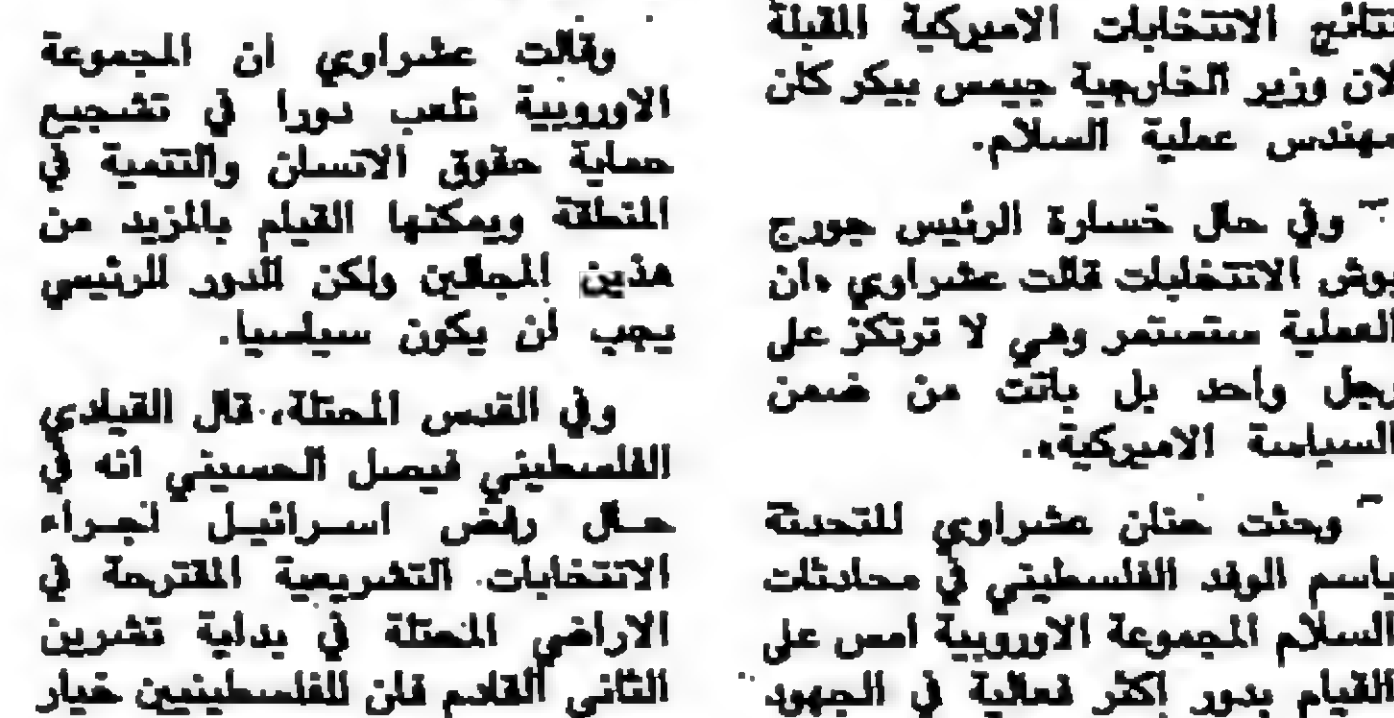 نتائج الانتخابات الاميركية المقبلة
لان وزير الخارجية جيمس بيكر كان
مهندس عملية السلام.
وفي حال خسارة الرئيس جورج
بوش الانتخابات قالت عشراوي «ان
العملية ستستمر وهي لا ترتكز على
رجل واحد بل باتت من ضمن
السياسة الاميركية».
وحثت حنان عشراوي المتحدثة
باسم الوفد الفلسطيني في محادثات
السلام المجموعة الاوروبية امس على
القيام بدور اكثر فعالية في الجهود
وقالت عشراوي ان المجموعة
الاوروبية تلعب دورا في تشجيع
حماية حقوق الانسان والتنمية في
المنطقة ويمكنها القيام بالمزيد من
هذين المجالين ولكن الدور الرئيسي
يجب ان يكون سياسيا.
وفي القدس المحتلة، قال القيادي
الفلسطيني فيصل الحسيني انه في
حال رفض اسرائيل اجراء
الانتخابات التشريعية المقترحة في
الاراضي المحتلة في بداية تشرين
الثاني القادم فان للفلسطينيين خيار